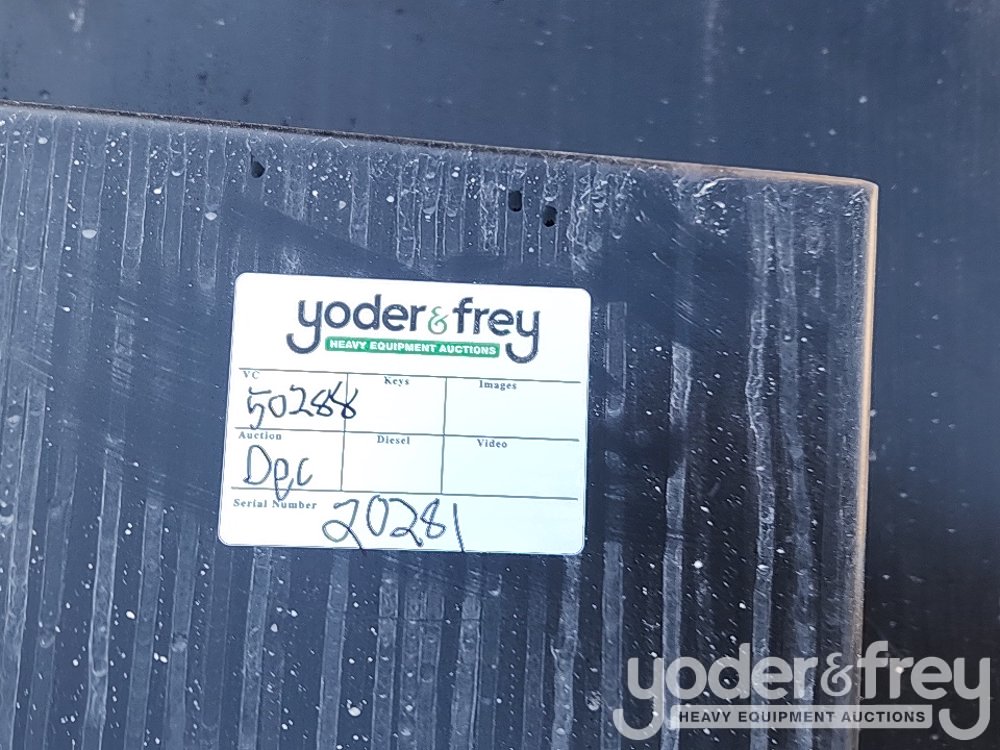 yoder & frey
HEAVY EQUIPMENT AUCTIONS
VC Keys Images
50288
Auction Diesel Video
Dec
Serial Number 20281
yoder & frey
HEAVY EQUIPMENT AUCTIONS